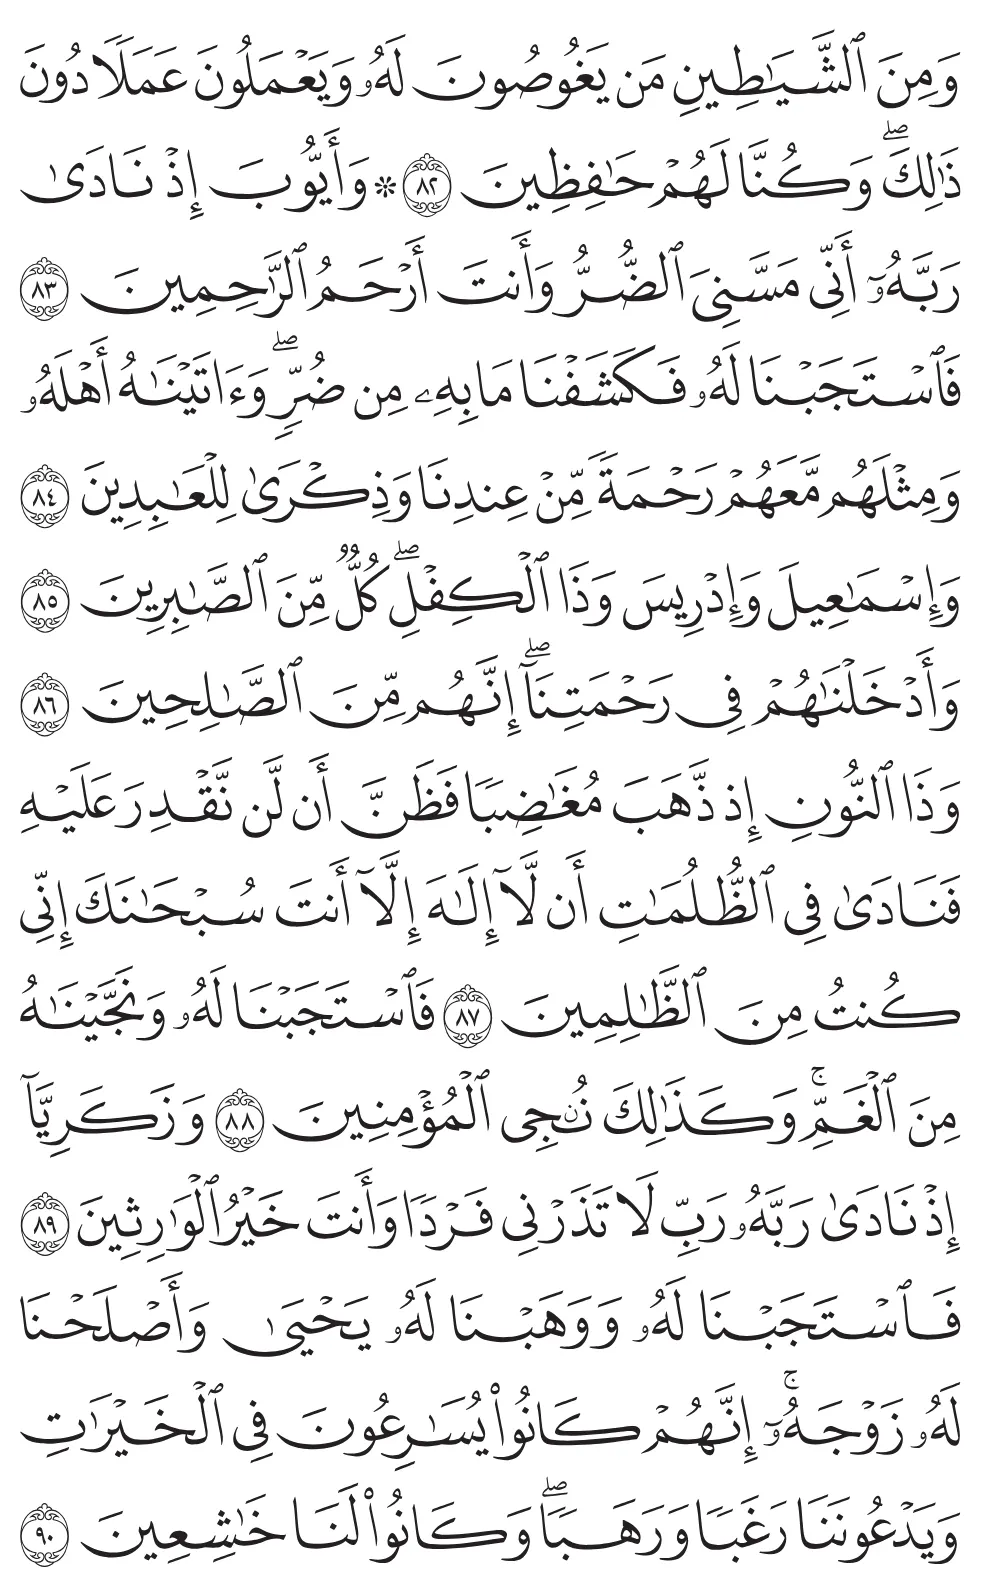 وَمِنَ ٱلشَّيَٰطِينِ مَن يَغُوصُونَ لَهُۥ وَيَعْمَلُونَ عَمَلًا دُونَ
ذَٰلِكَۖ وَكُنَّا لَهُمْ حَٰفِظِينَ ٨٢ ۞ وَأَيُّوبَ إِذْ نَادَىٰ
رَبَّهُۥٓ أَنِّي مَسَّنِيَ ٱلضُّرُّ وَأَنتَ أَرْحَمُ ٱلرَّٰحِمِينَ ٨٣
فَٱسْتَجَبْنَا لَهُۥ فَكَشَفْنَا مَا بِهِۦ مِن ضُرٍّۖ وَءَاتَيْنَٰهُ أَهْلَهُۥ
وَمِثْلَهُم مَّعَهُمْ رَحْمَةً مِّنْ عِندِنَا وَذِكْرَىٰ لِلْعَٰبِدِينَ ٨٤
وَإِسْمَٰعِيلَ وَإِدْرِيسَ وَذَا ٱلْكِفْلِۖ كُلٌّ مِّنَ ٱلصَّٰبِرِينَ ٨٥
وَأَدْخَلْنَٰهُمْ فِي رَحْمَتِنَآۖ إِنَّهُم مِّنَ ٱلصَّٰلِحِينَ ٨٦
وَذَا ٱلنُّونِ إِذ ذَّهَبَ مُغَٰضِبًا فَظَنَّ أَن لَّن نَّقْدِرَ عَلَيْهِ
فَنَادَىٰ فِي ٱلظُّلُمَٰتِ أَن لَّآ إِلَٰهَ إِلَّآ أَنتَ سُبْحَٰنَكَ إِنِّي
كُنتُ مِنَ ٱلظَّٰلِمِينَ ٨٧ فَٱسْتَجَبْنَا لَهُۥ وَنَجَّيْنَٰهُ
مِنَ ٱلْغَمِّۚ وَكَذَٰلِكَ نُـۨجِي ٱلْمُؤْمِنِينَ ٨٨ وَزَكَرِيَّآ
إِذْ نَادَىٰ رَبَّهُۥ رَبِّ لَا تَذَرْنِي فَرْدًا وَأَنتَ خَيْرُ ٱلْوَٰرِثِينَ ٨٩
فَٱسْتَجَبْنَا لَهُۥ وَوَهَبْنَا لَهُۥ يَحْيَىٰ وَأَصْلَحْنَا
لَهُۥ زَوْجَهُۥٓۚ إِنَّهُمْ كَانُوا۟ يُسَٰرِعُونَ فِي ٱلْخَيْرَٰتِ
وَيَدْعُونَنَا رَغَبًا وَرَهَبًاۖ وَكَانُوا۟ لَنَا خَٰشِعِينَ ٩٠